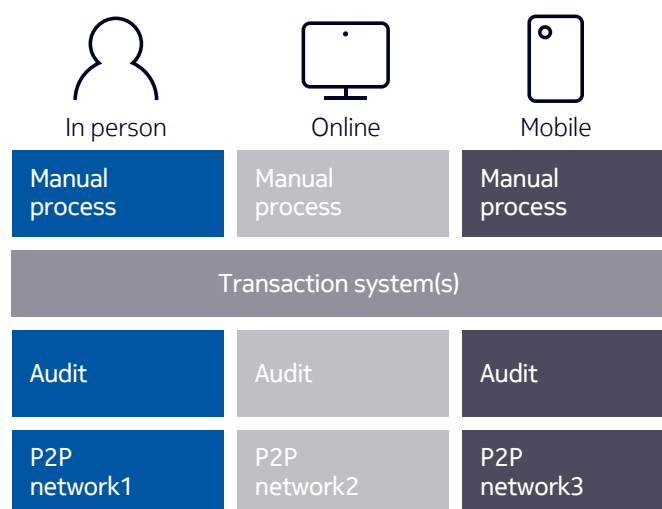 In person
Online
Mobile
Manual
process
Manual
process
Manual
process
Transaction system(s)
Audit
Audit
Audit
P2P
network1
P2P
network2
P2P
network3